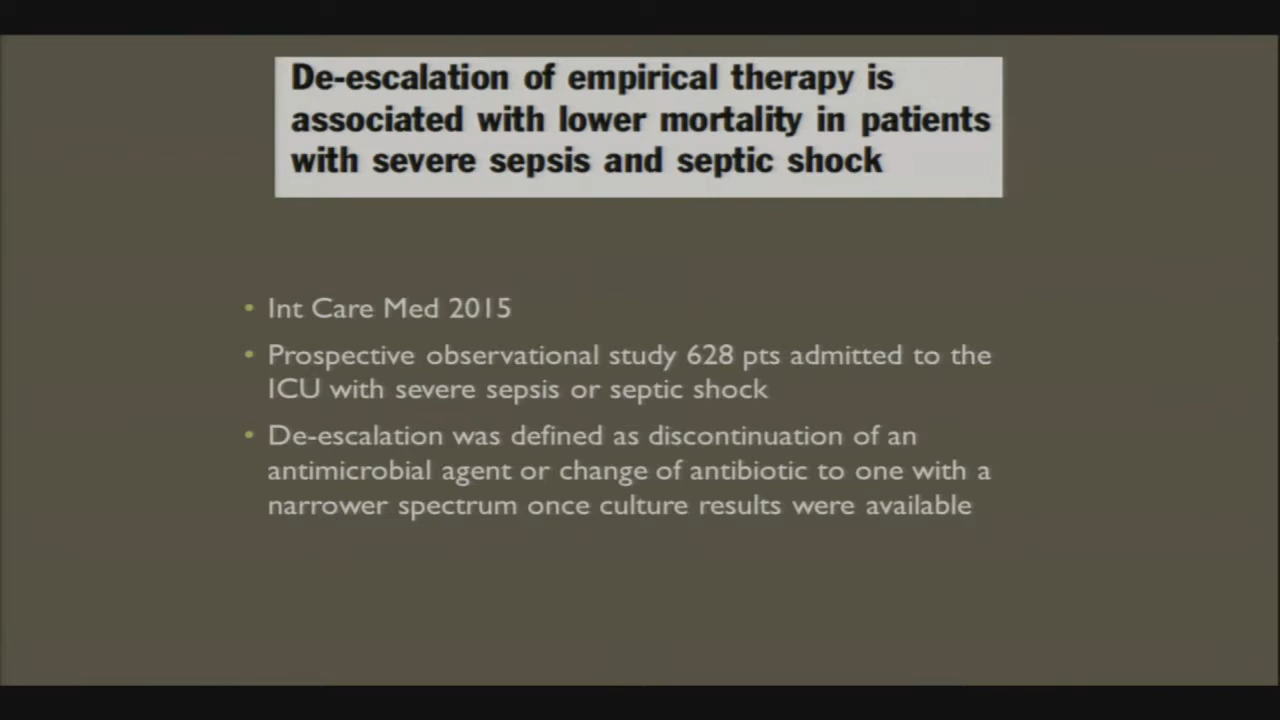 De-escalation of empirical therapy is
associated with lower mortality in patients
with severe sepsis and septic shock
• Int Care Med 2015
• Prospective observational study 628 pts admitted to the
ICU with severe sepsis or septic shock
• De-escalation was defined as discontinuation of an
antimicrobial agent or change of antibiotic to one with a
narrower spectrum once culture results were available